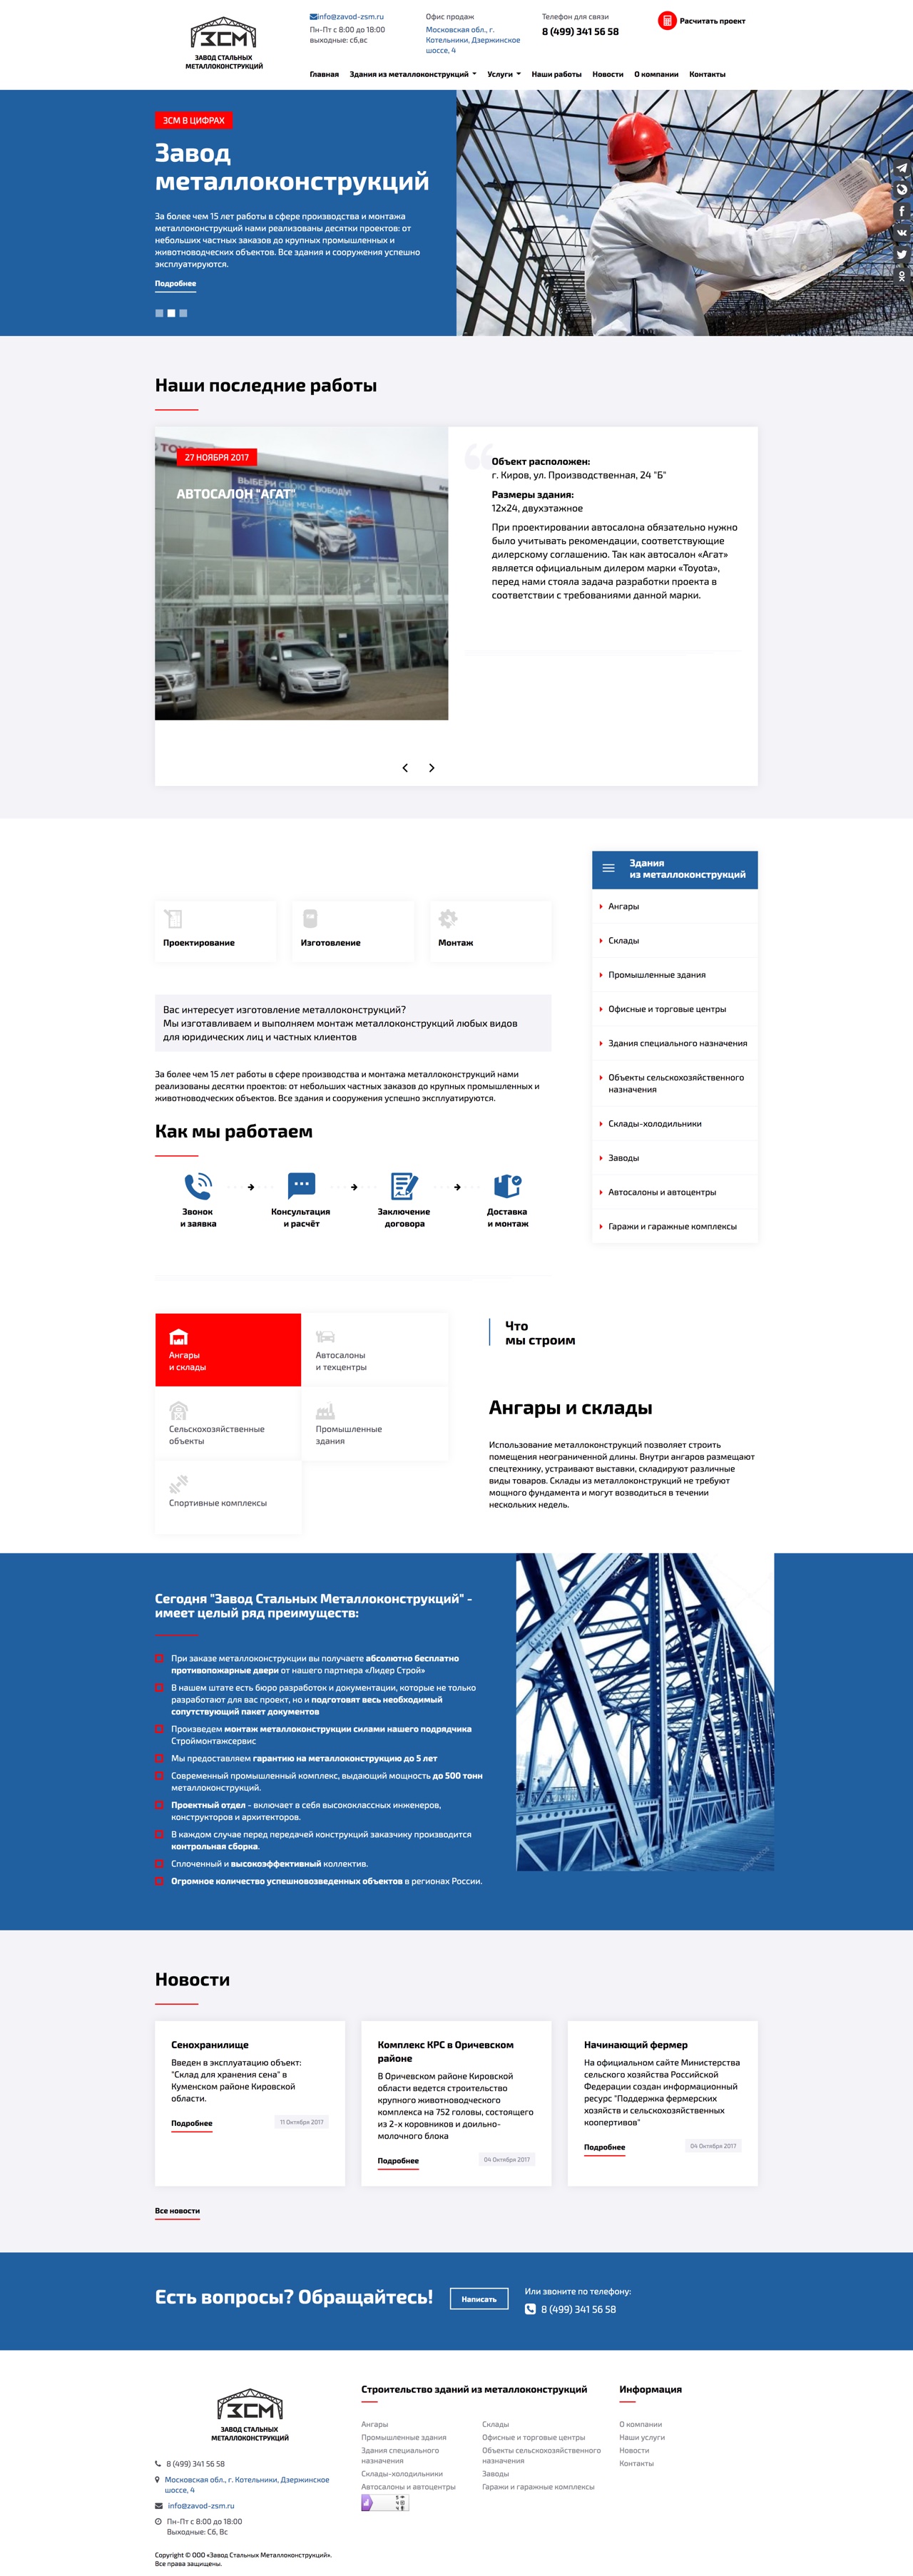 ЗСМ
ЗАВОД СТАЛЬНЫХ
МЕТАЛЛОКОНСТРУКЦИЙ
info@zavod-zsm.ru
Пн-Пт с 8:00 до 18:00
выходные: сб,вс
Офис продаж
Московская обл., г.
Котельники, Дзержинское
шоссе, 4
Телефон для связи
8 (499) 341 56 58
Расчитать проект
Главная
Здания из металлоконструкций
Услуги
Наши работы
Новости
О компании
Контакты
ЗСМ В ЦИФРАХ
Завод
металлоконструкций
За более чем 15 лет работы в сфере производства и монтажа
металлоконструкций нами реализованы десятки проектов: от
небольших частных заказов до крупных промышленных и
животноводческих объектов. Все здания и сооружения успешно
эксплуатируются.
Подробнее
Наши последние работы
27 НОЯБРЯ 2017
ВЫБЕРИ СВОЮ СВОБОДУ!
АВТОСАЛОН "АГАТ"
Объект расположен:
г. Киров, ул. Производственная, 24 "Б"
Размеры здания:
12х24, двухэтажное
При проектировании автосалона обязательно нужно
было учитывать рекомендации, соответствующие
дилерскому соглашению. Так как автосалон «Агат»
является официальным дилером марки «Toyota»,
перед нами стояла задача разработки проекта в
соответствии с требованиями данной марки.
Проектирование
Изготовление
Монтаж
Вас интересует изготовление металлоконструкций?
Мы изготавливаем и выполняем монтаж металлоконструкций любых видов
для юридических лиц и частных клиентов
За более чем 15 лет работы в сфере производства и монтажа металлоконструкций нами
реализованы десятки проектов: от небольших частных заказов до крупных промышленных и
животноводческих объектов. Все здания и сооружения успешно эксплуатируются.
Как мы работаем
Звонок
и заявка
Консультация
и расчёт
Заключение
договора
Доставка
и монтаж
Здания
из металлоконструкций
Ангары
Склады
Промышленные здания
Офисные и торговые центры
Здания специального назначения
Объекты сельскохозяйственного
назначения
Склады-холодильники
Заводы
Автосалоны и автоцентры
Гаражи и гаражные комплексы
Ангары
и склады
Автосалоны
и техцентры
Сельскохозяйственные
объекты
Промышленные
здания
Спортивные комплексы
Что
мы строим
Ангары и склады
Использование металлоконструкций позволяет строить
помещения неограниченной длины. Внутри ангаров размещают
спецтехнику, устраивают выставки, складируют различные
виды товаров. Склады из металлоконструкций не требуют
мощного фундамента и могут возводиться в течении
нескольких недель.
Сегодня "Завод Стальных Металлоконструкций" -
имеет целый ряд преимуществ:
При заказе металлоконструкции вы получаете абсолютно бесплатно
противопожарные двери от нашего партнера «Лидер Строй»
В нашем штате есть бюро разработок и документации, которые не только
разработают для вас проект, но и подготовят весь необходимый
сопутствующий пакет документов
Произведем монтаж металлоконструкции силами нашего подрядчика
Строймонтажсервис
Мы предоставляем гарантию на металлоконструкцию до 5 лет
Современный промышленный комплекс, выдающий мощность до 500 тонн
металлоконструкций.
Проектный отдел - включает в себя высококлассных инженеров,
конструкторов и архитекторов.
В каждом случае перед передачей конструкций заказчику производится
контрольная сборка.
Сплоченный и высокоэффективный коллектив.
Огромное количество успешновозведенных объектов в регионах России.
Новости
Сенохранилище
Введен в эксплуатацию объект:
"Склад для хранения сена" в
Куменском районе Кировской
области.
Подробнее
11 Октября 2017
Комплекс КРС в Оричевском
районе
В Оричевском районе Кировской
области ведется строительство
крупного животноводческого
комплекса на 752 головы, состоящего
из 2-х коровников и доильно-
молочного блока
Подробнее
04 Октября 2017
Начинающий фермер
На официальном сайте Министерства
сельского хозяйства Российской
Федерации создан информационный
ресурс "Поддержка фермерских
хозяйств и сельскохозяйственных
кооперативов"
Подробнее
04 Октября 2017
Все новости
Есть вопросы? Обращайтесь!
Написать
Или звоните по телефону:
8 (499) 341 56 58
ЗСМ
ЗАВОД СТАЛЬНЫХ
МЕТАЛЛОКОНСТРУКЦИЙ
8 (499) 341 56 58
Московская обл., г. Котельники, Дзержинское
шоссе, 4
info@zavod-zsm.ru
Пн-Пт с 8:00 до 18:00
Выходные: Сб, Вс
Copyright © ООО «Завод Стальных Металлоконструкций».
Все права защищены.
Строительство зданий из металлоконструкций
Ангары
Промышленные здания
Здания специального
назначения
Склады-холодильники
Автосалоны и автоцентры
Склады
Офисные и торговые центры
Объекты сельскохозяйственного
назначения
Заводы
Гаражи и гаражные комплексы
Информация
О компании
Наши услуги
Новости
Контакты